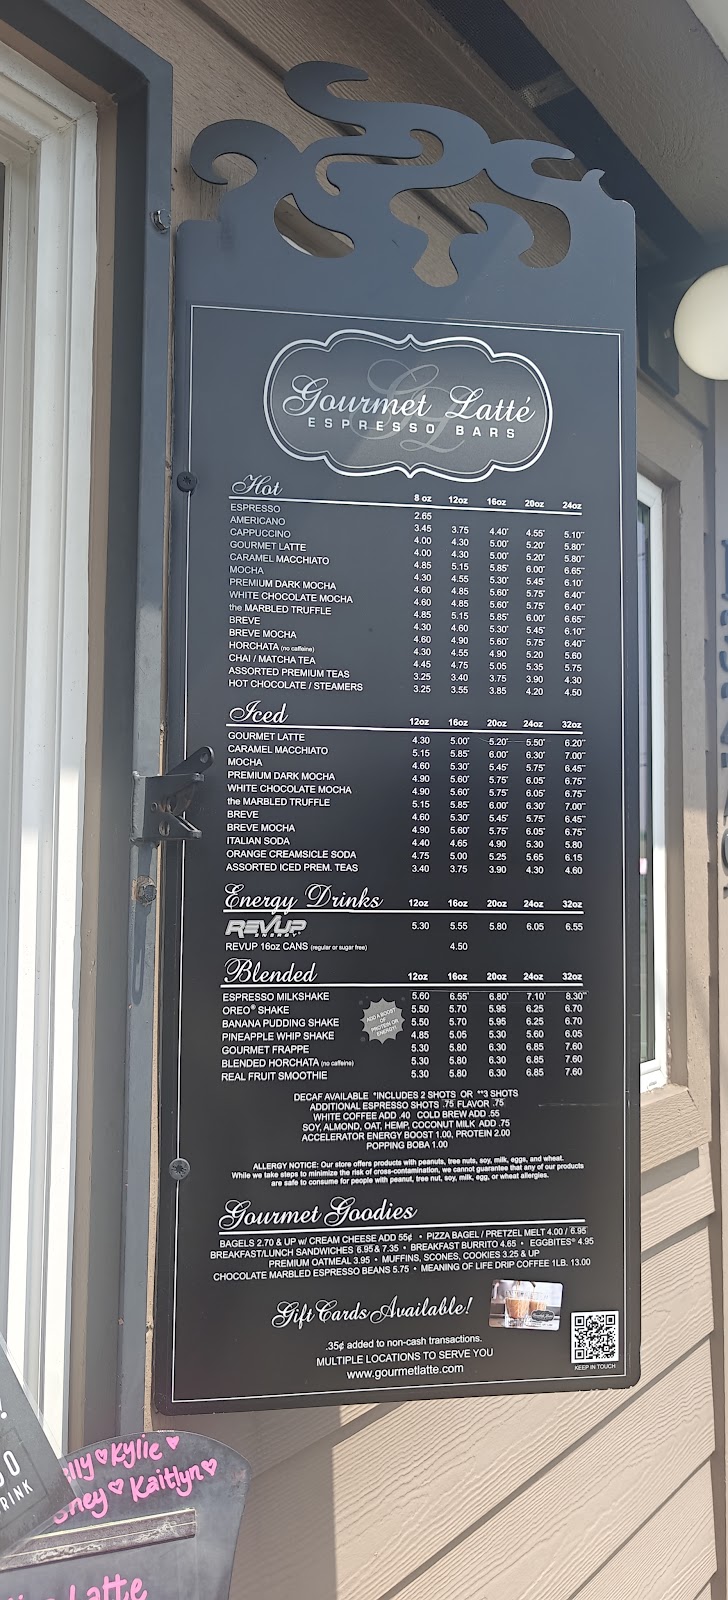 Gourmet Latté
ESPRESSO BARS
Hot 8 oz 12oz 16oz 20oz 24oz
ESPRESSO 2.65
AMERICANO 3.45 3.75 4.40* 4.55* 5.10**
CAPPUCCINO 4.00 4.30 5.00* 5.20* 5.80**
GOURMET LATTE 4.00 4.30 5.00* 5.20* 5.80**
CARAMEL MACCHIATO 4.85 5.15 5.85* 6.00* 6.65**
MOCHA 4.30 4.55 5.30* 5.45* 6.10**
PREMIUM DARK MOCHA 4.60 4.85 5.60* 5.75* 6.40**
WHITE CHOCOLATE MOCHA 4.60 4.85 5.60* 5.75* 6.40**
the MARBLED TRUFFLE 4.85 5.15 5.85* 6.00* 6.65**
BREVE 4.30 4.60 5.30* 5.45* 6.10**
BREVE MOCHA 4.60 4.90 5.60* 5.75* 6.40**
HORCHATA (no caffeine) 4.30 4.55 4.90 5.20 5.60
CHAI / MATCHA TEA 4.45 4.75 5.05 5.35 5.75
ASSORTED PREMIUM TEAS 3.25 3.40 3.75 3.90 4.30
HOT CHOCOLATE / STEAMERS 3.25 3.55 3.85 4.20 4.50
Iced 12oz 16oz 20oz 24oz 32oz
GOURMET LATTE 4.30 5.00* 5.20* 5.50* 6.20**
CARAMEL MACCHIATO 5.15 5.85* 6.00* 6.30* 7.00**
MOCHA 4.60 5.30* 5.45* 5.75* 6.45**
PREMIUM DARK MOCHA 4.90 5.60* 5.75* 6.05* 6.75**
WHITE CHOCOLATE MOCHA 4.90 5.60* 5.75* 6.05* 6.75**
the MARBLED TRUFFLE 5.15 5.85* 6.00* 6.30* 7.00**
BREVE 4.60 5.30* 5.45* 5.75* 6.45**
BREVE MOCHA 4.90 5.60* 5.75* 6.05* 6.75**
ITALIAN SODA 4.40 4.65 4.90 5.30 5.80
ORANGE CREAMSICLE SODA 4.75 5.00 5.25 5.65 6.15
ASSORTED ICED PREM. TEAS 3.40 3.75 3.90 4.30 4.60
Energy Drinks 12oz 16oz 20oz 24oz 32oz
REVUP ENERGY 5.30 5.55 5.80 6.05 6.55
REVUP 16oz CANS (regular or sugar free) 4.50
Blended 12oz 16oz 20oz 24oz 32oz
ESPRESSO MILKSHAKE 5.60 6.55* 6.80* 7.10* 8.30**
OREO® SHAKE 5.50 5.70 5.95 6.25 6.70
BANANA PUDDING SHAKE 5.50 5.70 5.95 6.25 6.70
PINEAPPLE WHIP SHAKE 4.85 5.05 5.30 5.60 6.05
GOURMET FRAPPE 5.30 5.80 6.30 6.85 7.60
BLENDED HORCHATA (no caffeine) 5.30 5.80 6.30 6.85 7.60
REAL FRUIT SMOOTHIE 5.30 5.80 6.30 6.85 7.60
ADD A BOOST
OF
PROTEIN OR
ENERGY!
DECAF AVAILABLE *INCLUDES 2 SHOTS OR **3 SHOTS
ADDITIONAL ESPRESSO SHOTS .75 FLAVOR .75
WHITE COFFEE ADD .40 COLD BREW ADD .55
SOY, ALMOND, OAT, HEMP, COCONUT MILK ADD .75
ACCELERATOR ENERGY BOOST 1.00, PROTEIN 2.00
POPPING BOBA 1.00
ALLERGY NOTICE: Our store offers products with peanuts, tree nuts, soy, milk, eggs, and wheat.
While we take steps to minimize the risk of cross-contamination, we cannot guarantee that any of our products
are safe to consume for people with peanut, tree nut, soy, milk, egg, or wheat allergies.
Gourmet Goodies
BAGELS 2.70 & UP w/ CREAM CHEESE ADD 55¢ • PIZZA BAGEL / PRETZEL MELT 4.00 / 6.95
BREAKFAST/LUNCH SANDWICHES 6.95 & 7.35 • BREAKFAST BURRITO 4.65 • EGGBITES® 4.95
PREMIUM OATMEAL 3.95 • MUFFINS, SCONES, COOKIES 3.25 & UP
CHOCOLATE MARBLED ESPRESSO BEANS 5.75 • MEANING OF LIFE DRIP COFFEE 1LB. 13.00
Gift Cards Available!
.35¢ added to non-cash transactions.
MULTIPLE LOCATIONS TO SERVE YOU
www.gourmetlatte.com
KEEP IN TOUCH
Kylie
Kaitlyn
Latte